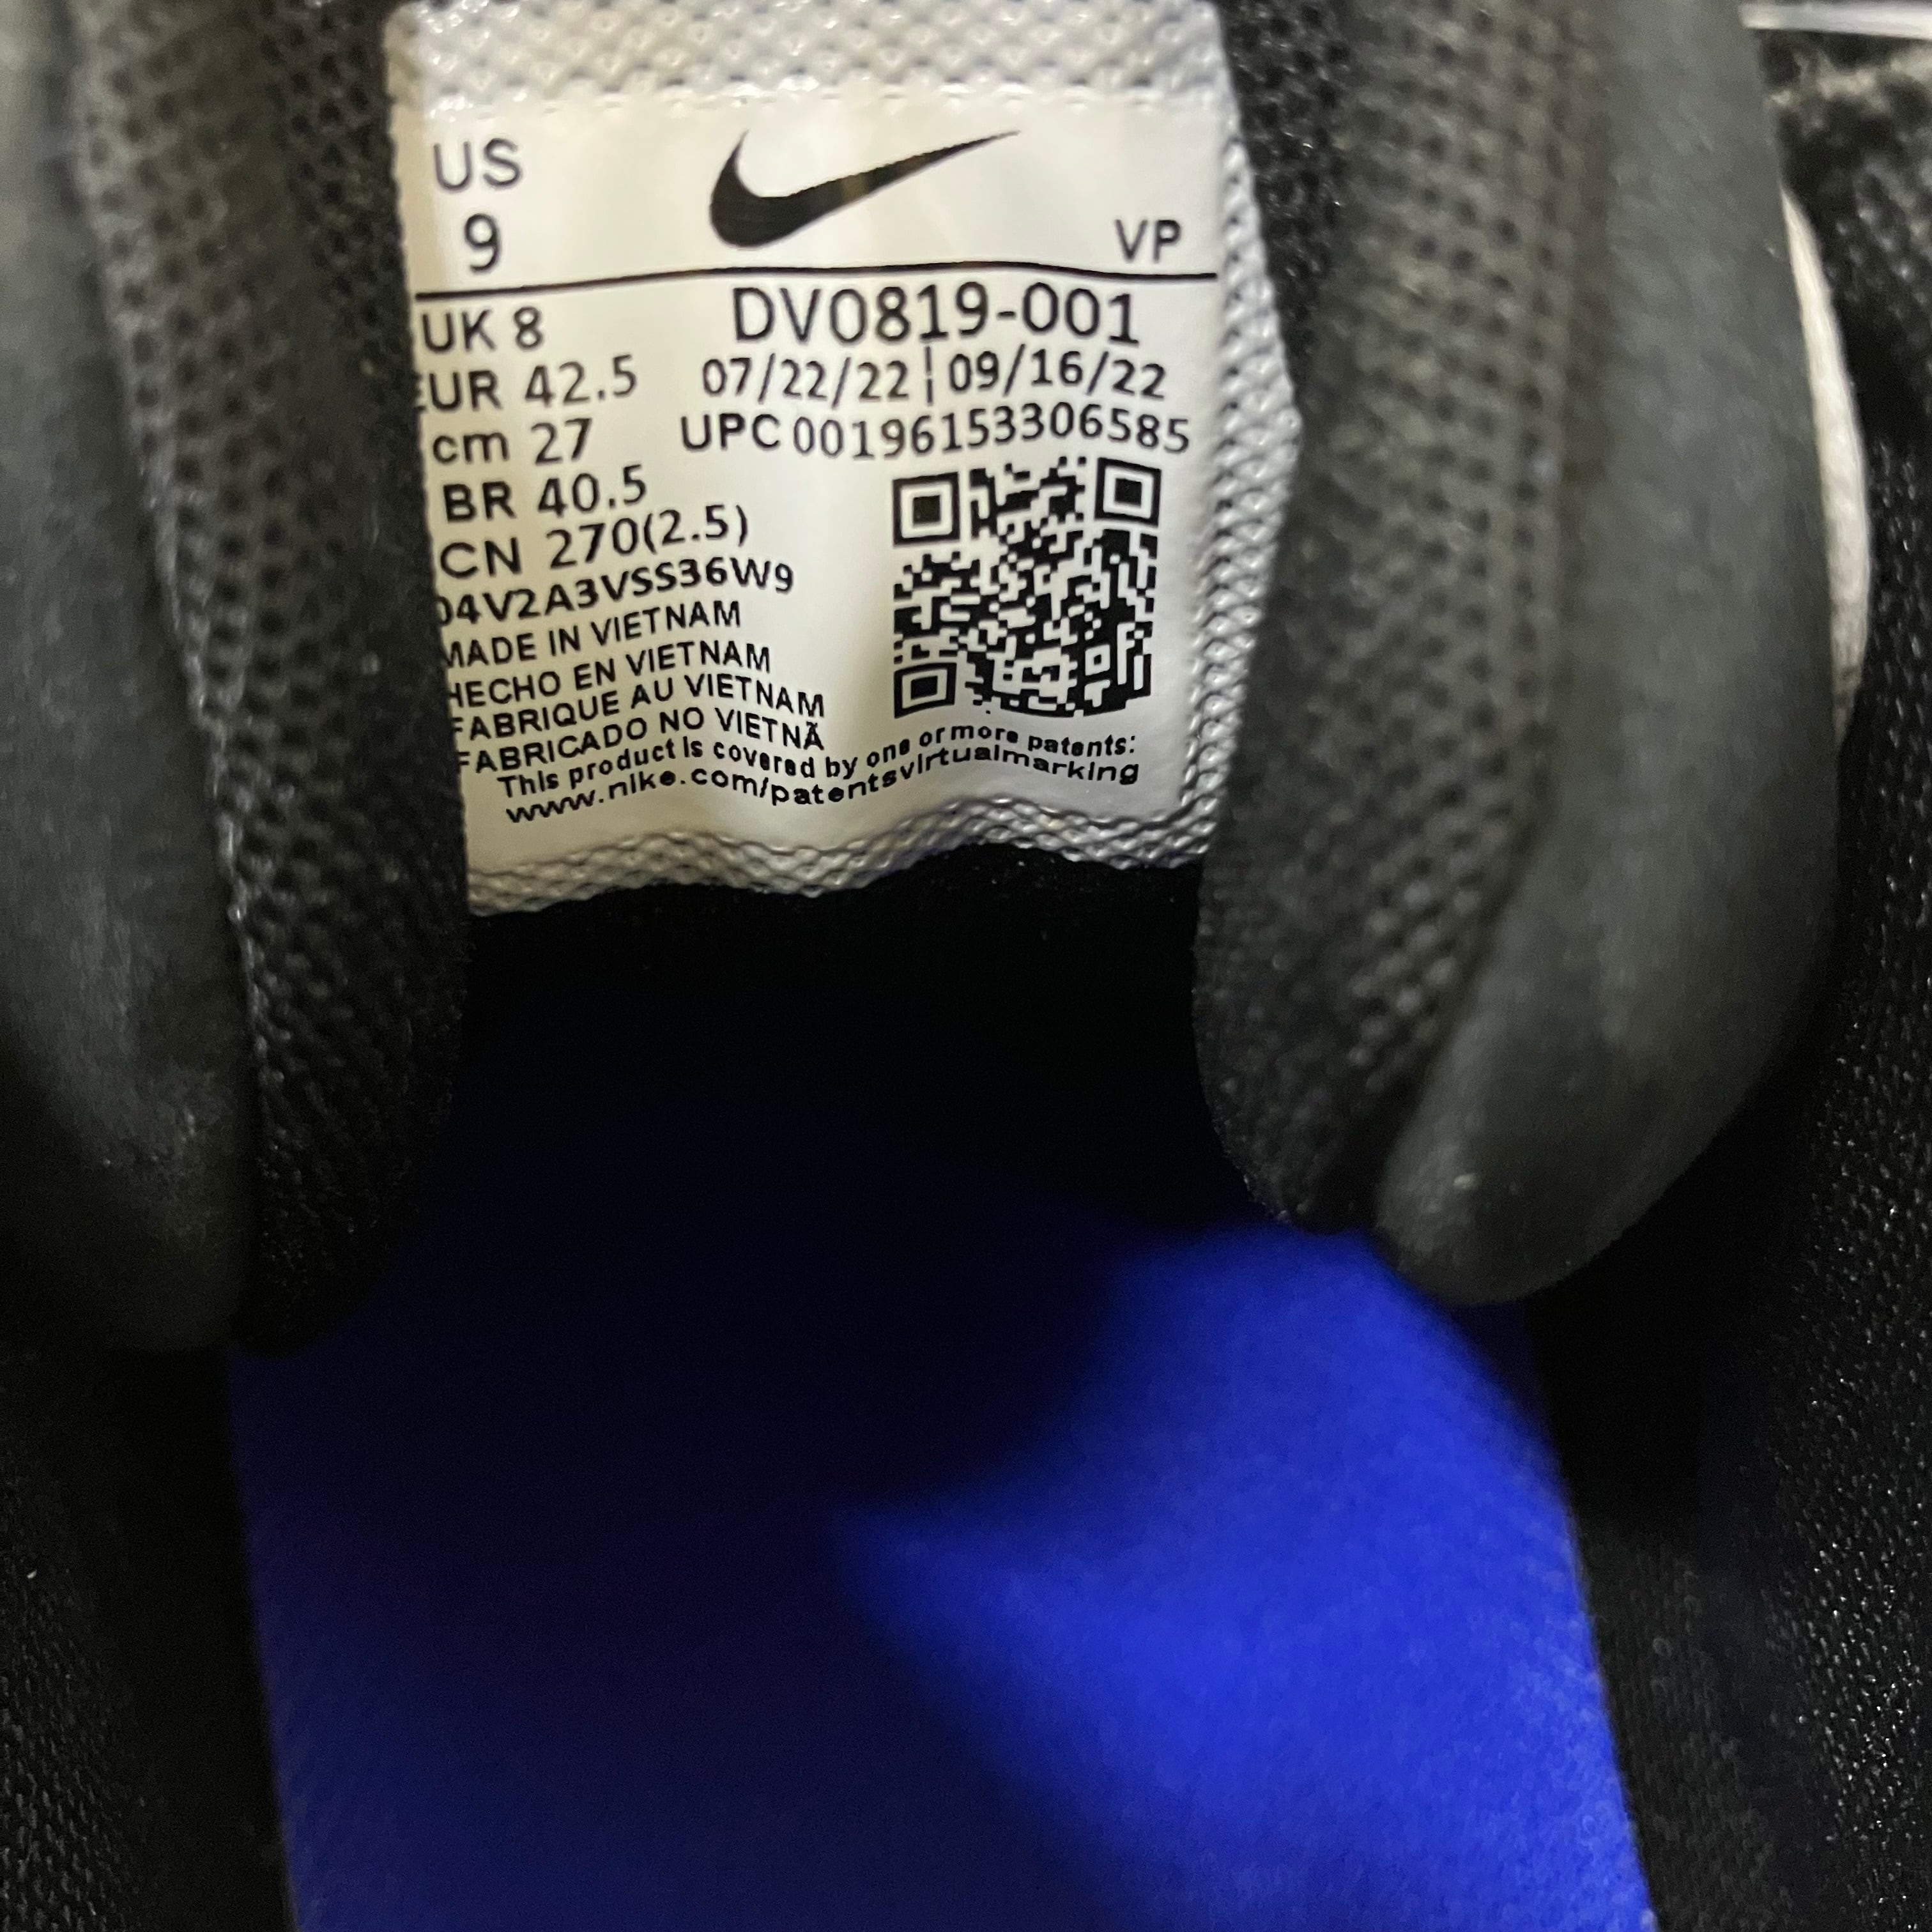 US
9
VP
UK 8
DV0819-001
EUR 42.5
07/22/22 | 09/16/22
cm 27
UPC 00196153306585
BR 40.5
CN 270(2.5)
04V2A3VSS36W9
MADE IN VIETNAM
HECHO EN VIETNAM
FABRIQUE AU VIETNAM
FABRICADO NO VIETNÃ
This product is covered by one or more patents:
www.nike.com/patentsvirtualmarking